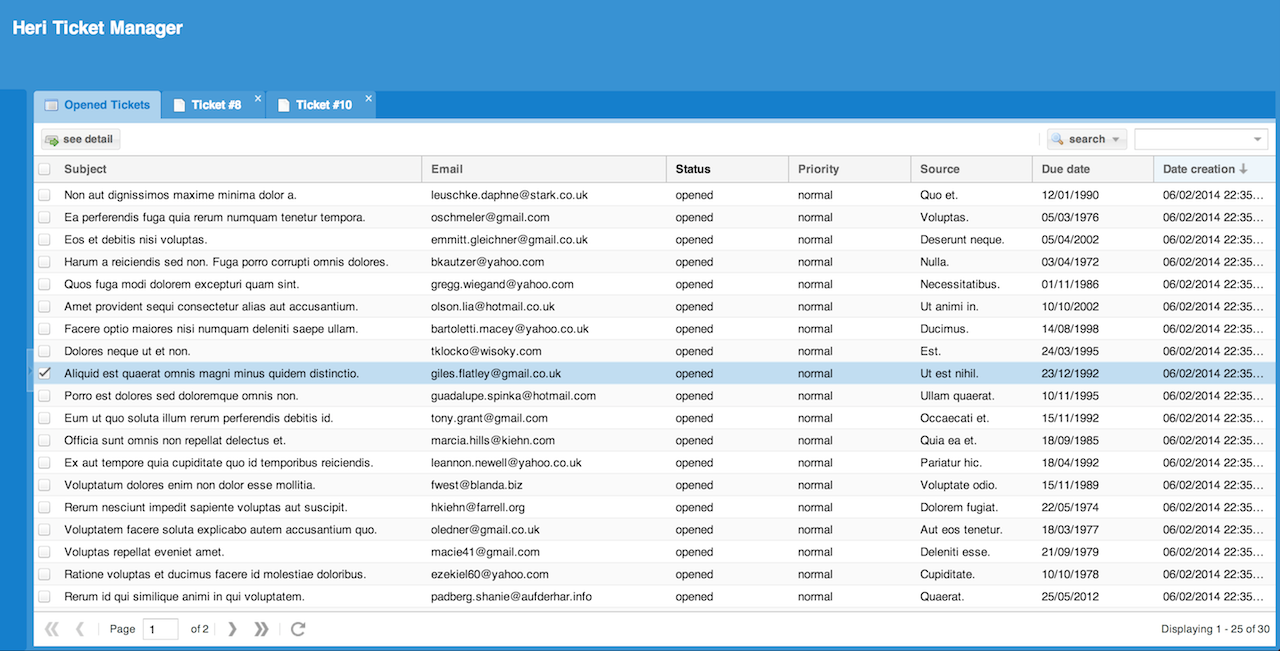 Heri Ticket Manager
Opened Tickets Ticket #8 Ticket #10
see detail search
Subject Email Status Priority Source Due date Date creation
Non aut dignissimos maxime minima dolor a. leuschke.daphne@stark.co.uk opened normal Quo et. 12/01/1990 06/02/2014 22:35...
Ea perferendis fuga quia rerum numquam tenetur tempora. oschmeler@gmail.com opened normal Voluptas. 05/03/1976 06/02/2014 22:35...
Eos et debitis nisi voluptas. emmitt.gleichner@gmail.co.uk opened normal Deserunt neque. 05/04/2002 06/02/2014 22:35...
Harum a reiciendis sed non. Fuga porro corrupti omnis dolores. bkautzer@yahoo.com opened normal Nulla. 03/04/1972 06/02/2014 22:35...
Quos fuga modi dolorem excepturi quam sint. gregg.wiegand@yahoo.com opened normal Necessitatibus. 01/11/1986 06/02/2014 22:35...
Amet provident sequi consectetur alias aut accusantium. olson.lia@hotmail.co.uk opened normal Ut animi in. 10/10/2002 06/02/2014 22:35...
Facere optio maiores nisi numquam deleniti saepe ullam. bartoletti.macey@yahoo.co.uk opened normal Ducimus. 14/08/1998 06/02/2014 22:35...
Dolores neque ut et non. tklocko@wisoky.com opened normal Est. 24/03/1995 06/02/2014 22:35...
Aliquid est quaerat omnis magni minus quidem distinctio. giles.flatley@gmail.co.uk opened normal Ut est nihil. 23/12/1992 06/02/2014 22:35...
Porro est dolores sed doloremque omnis non. guadalupe.spinka@hotmail.com opened normal Ullam quaerat. 10/11/1995 06/02/2014 22:35...
Eum ut quo soluta illum rerum perferendis debitis id. tony.grant@gmail.com opened normal Occaecati et. 15/11/1992 06/02/2014 22:35...
Officia sunt omnis non repellat delectus et. marcia.hills@kiehn.com opened normal Quia ea et. 18/09/1985 06/02/2014 22:35...
Ex aut tempore quia cupiditate quo id temporibus reiciendis. leannon.newell@yahoo.co.uk opened normal Pariatur hic. 18/04/1992 06/02/2014 22:35...
Voluptatum dolores enim non dolor esse mollitia. fwest@blanda.biz opened normal Voluptate odio. 15/11/1989 06/02/2014 22:35...
Rerum nesciunt impedit sapiente voluptas aut suscipit. hkiehn@farrell.org opened normal Dolorem fugiat. 22/05/1974 06/02/2014 22:35...
Voluptatem facere soluta explicabo autem accusantium quo. oledner@gmail.co.uk opened normal Aut eos tenetur. 18/03/1977 06/02/2014 22:35...
Voluptas repellat eveniet amet. macie41@gmail.com opened normal Deleniti esse. 21/09/1979 06/02/2014 22:35...
Ratione voluptas et ducimus facere id molestiae doloribus. ezekiel60@yahoo.com opened normal Cupiditate. 10/10/1978 06/02/2014 22:35...
Rerum id qui similique animi in qui voluptatem. padberg.shanie@aufderhar.info opened normal Quaerat. 25/05/2012 06/02/2014 22:35...
Page 1 of 2 Displaying 1 - 25 of 30